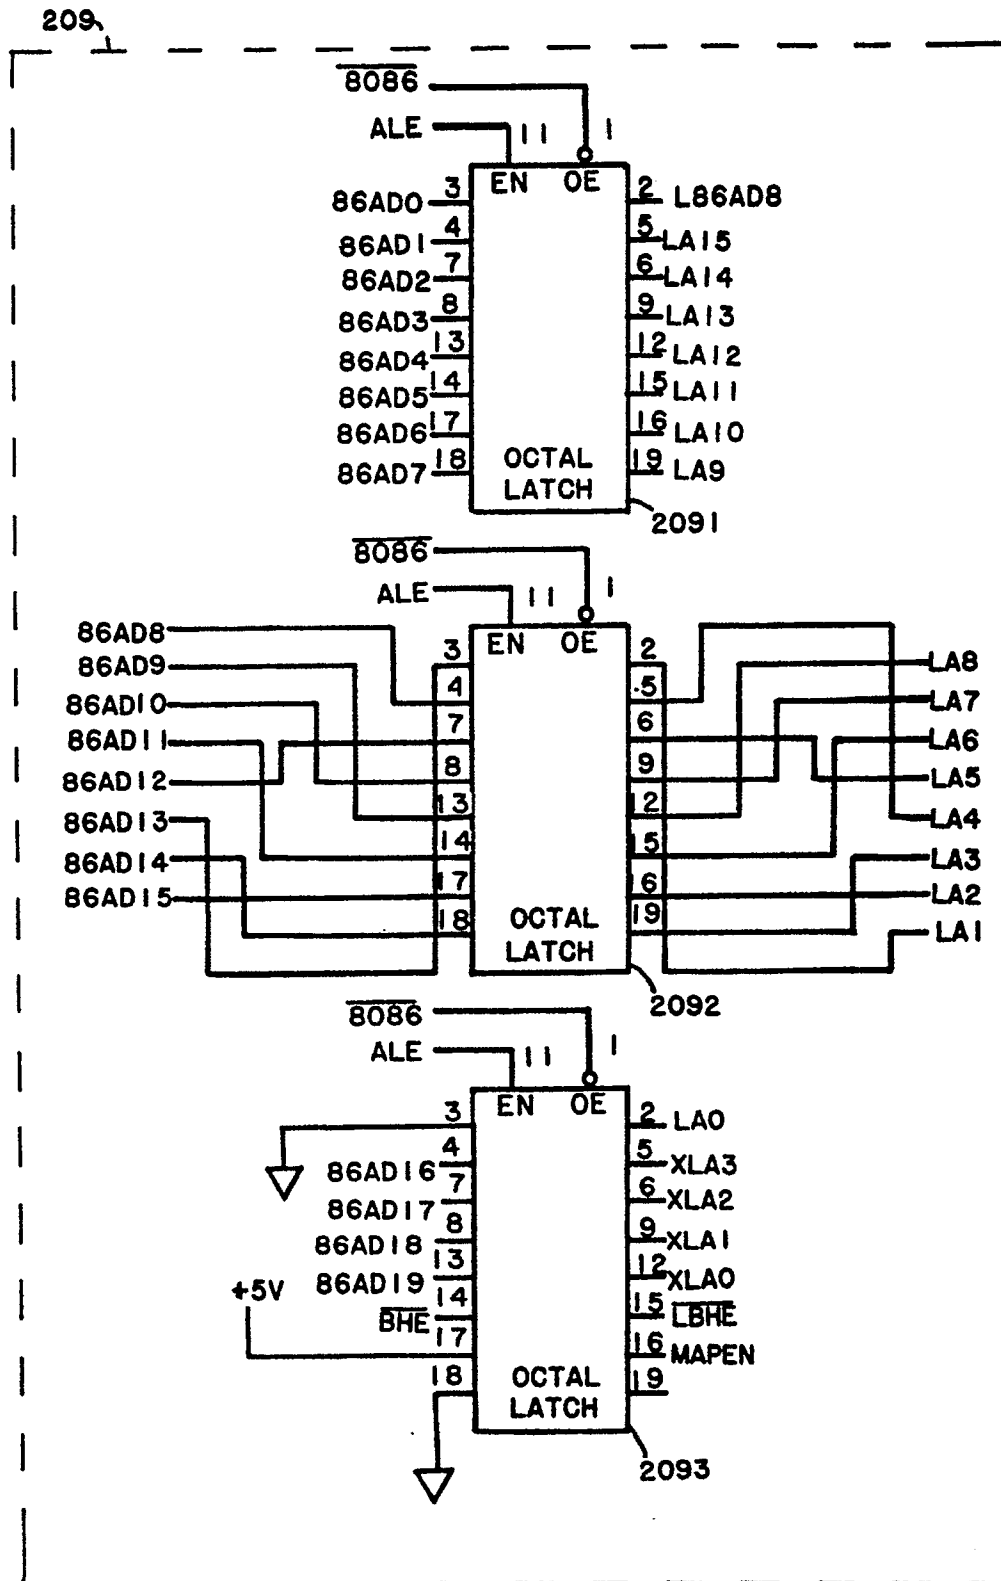 209
8086
ALE 11 1
EN OE
86AD0 3 2 L86AD8
86AD1 4 5 LA15
86AD2 7 6 LA14
86AD3 8 9 LA13
86AD4 13 12 LA12
86AD5 14 15 LA11
86AD6 17 16 LA10
86AD7 18 OCTAL 19 LA9
LATCH
2091
8086
ALE 11 1
EN OE
86AD8 3 2 LA8
86AD9 4 5 LA7
86AD10 7 6 LA6
86AD11 8 9 LA5
86AD12 13 12 LA4
86AD13 14 15 LA3
86AD14 17 16 LA2
86AD15 18 OCTAL 19 LA1
LATCH
2092
8086
ALE 11 1
EN OE
3 2 LA0
86AD16 4 5 XLA3
86AD17 7 6 XLA2
86AD18 8 9 XLA1
86AD19 13 12 XLA0
+5V
BHE 14 15 LBHE
17 16 MAPEN
18 OCTAL 19
LATCH
2093